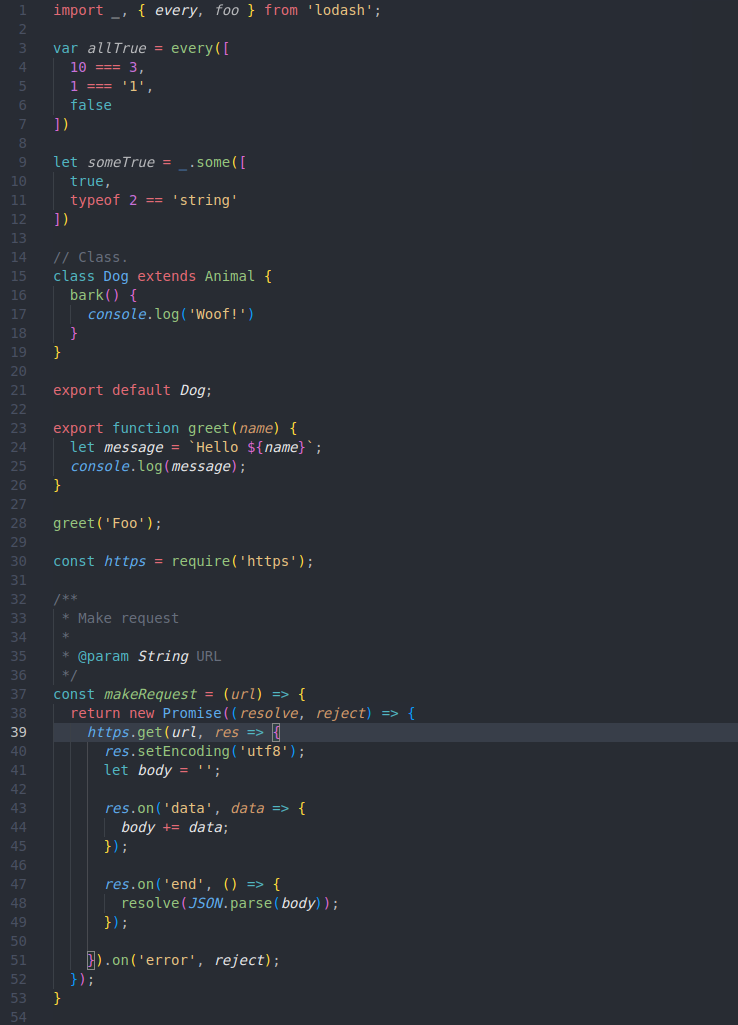 1 import _, { every, foo } from 'lodash';
2
3 var allTrue = every([
4   10 === 3,
5   1 === '1',
6   false
7 ])
8
9 let someTrue = _.some([
10   true,
11   typeof 2 == 'string'
12 ])
13
14 // Class.
15 class Dog extends Animal {
16   bark() {
17     console.log('Woof!')
18   }
19 }
20
21 export default Dog;
22
23 export function greet(name) {
24   let message = `Hello ${name}`;
25   console.log(message);
26 }
27
28 greet('Foo');
29
30 const https = require('https');
31
32 /**
33  * Make request
34  *
35  * @param String URL
36  */
37 const makeRequest = (url) => {
38   return new Promise((resolve, reject) => {
39     https.get(url, res => {
40       res.setEncoding('utf8');
41       let body = '';
42
43       res.on('data', data => {
44         body += data;
45       });
46
47       res.on('end', () => {
48         resolve(JSON.parse(body));
49       });
50
51     }).on('error', reject);
52   });
53 }
54